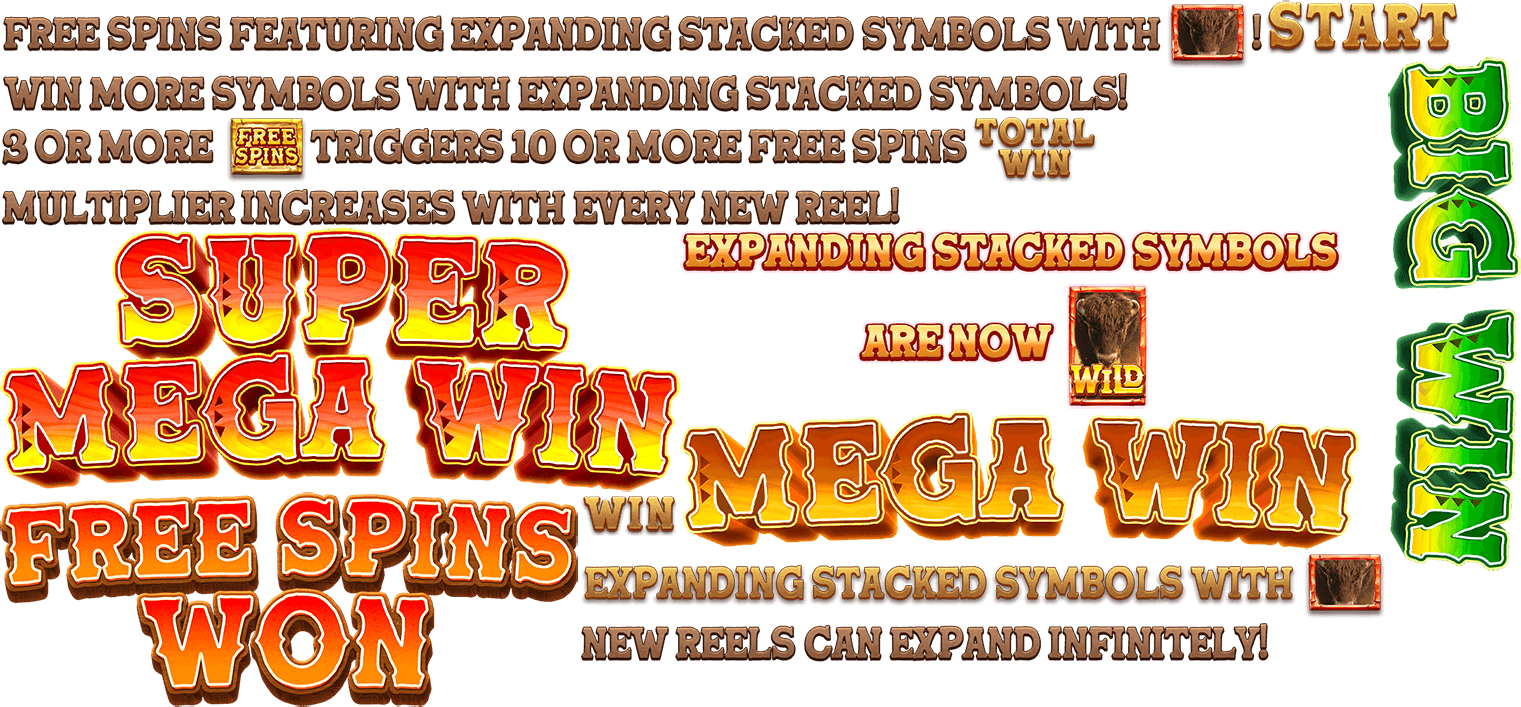 FREE SPINS FEATURING EXPANDING STACKED SYMBOLS WITH !
START
WIN MORE SYMBOLS WITH EXPANDING STACKED SYMBOLS!
3 OR MORE FREE SPINS TRIGGERS 10 OR MORE FREE SPINS
TOTAL
WIN
MULTIPLIER INCREASES WITH EVERY NEW REEL!
BIG WIN
SUPER
MEGA WIN
EXPANDING STACKED SYMBOLS
ARE NOW WILD
MEGA WIN
WIN
FREE SPINS
WON
EXPANDING STACKED SYMBOLS WITH
NEW REELS CAN EXPAND INFINITELY!